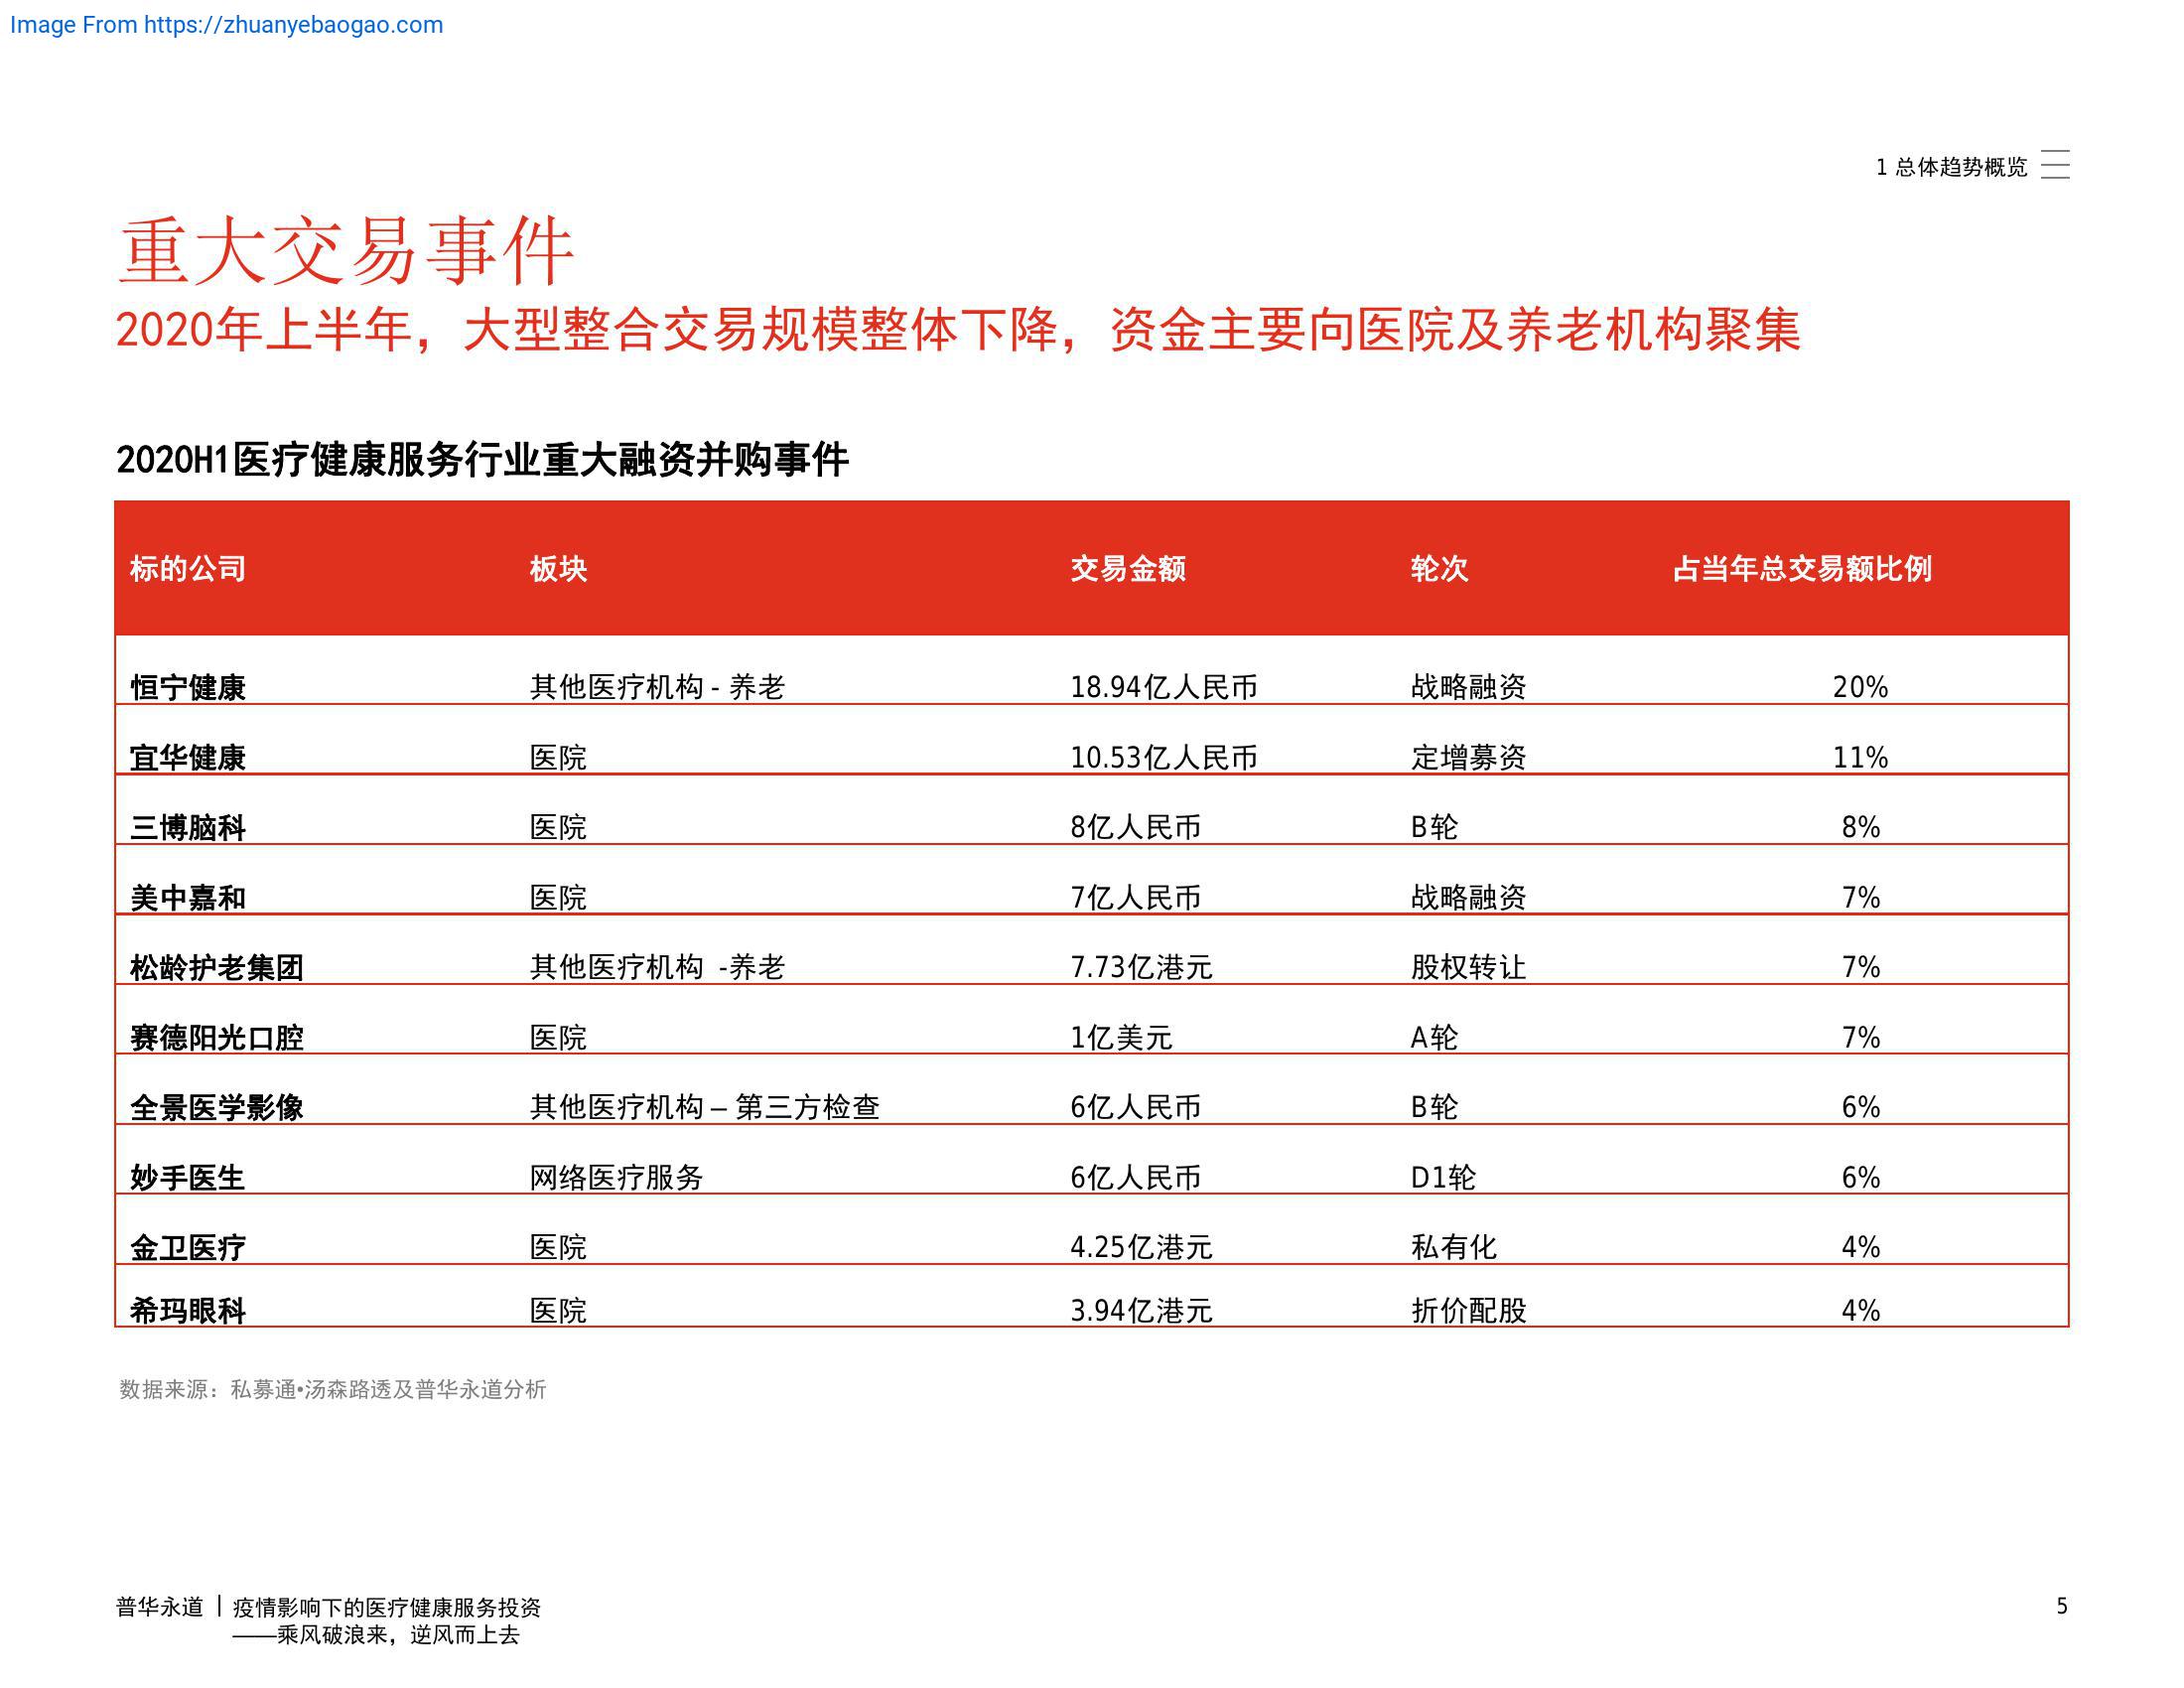 Image From https://zhuanyebaogao.com
1 总体趋势概览
重大交易事件
2020年上半年，大型整合交易规模整体下降，资金主要向医院及养老机构聚集
2020H1医疗健康服务行业重大融资并购事件
标的公司 板块 交易金额 轮次 占当年总交易额比例
恒宁健康 其他医疗机构 - 养老 18.94亿人民币 战略融资 20%
宜华健康 医院 10.53亿人民币 定增募资 11%
三博脑科 医院 8亿人民币 B轮 8%
美中嘉和 医院 7亿人民币 战略融资 7%
松龄护老集团 其他医疗机构 -养老 7.73亿港元 股权转让 7%
赛德阳光口腔 医院 1亿美元 A轮 7%
全景医学影像 其他医疗机构 – 第三方检查 6亿人民币 B轮 6%
妙手医生 网络医疗服务 6亿人民币 D1轮 6%
金卫医疗 医院 4.25亿港元 私有化 4%
希玛眼科 医院 3.94亿港元 折价配股 4%
数据来源：私募通•汤森路透及普华永道分析
普华永道 | 疫情影响下的医疗健康服务投资
——乘风破浪来，逆风而上去
5